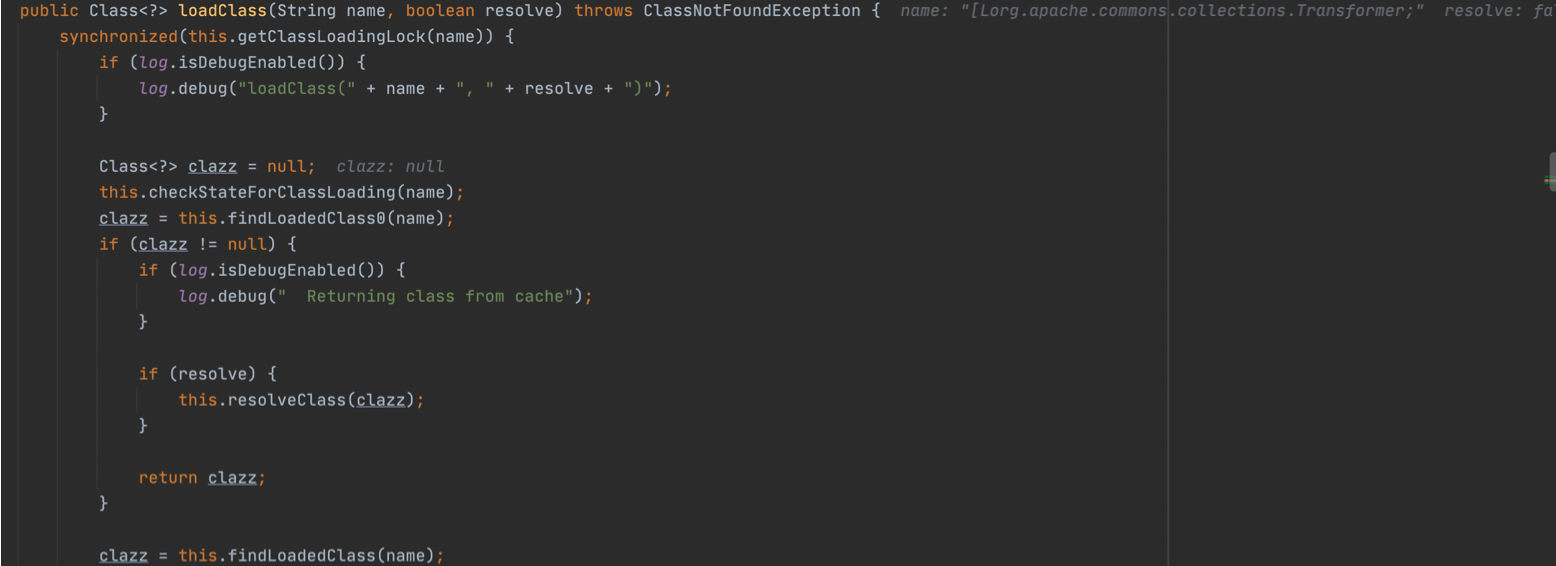 public Class<?> loadClass(String name, boolean resolve) throws ClassNotFoundException {  name: "[Lorg.apache.commons.collections.Transformer;"  resolve: fal
synchronized(this.getClassLoadingLock(name)) {
if (log.isDebugEnabled()) {
log.debug("loadClass(" + name + ", " + resolve + ")");
}
Class<?> clazz = null;  clazz: null
this.checkStateForClassLoading(name);
clazz = this.findLoadedClass0(name);
if (clazz != null) {
if (log.isDebugEnabled()) {
log.debug("  Returning class from cache");
}
if (resolve) {
this.resolveClass(clazz);
}
return clazz;
}
clazz = this.findLoadedClass(name);